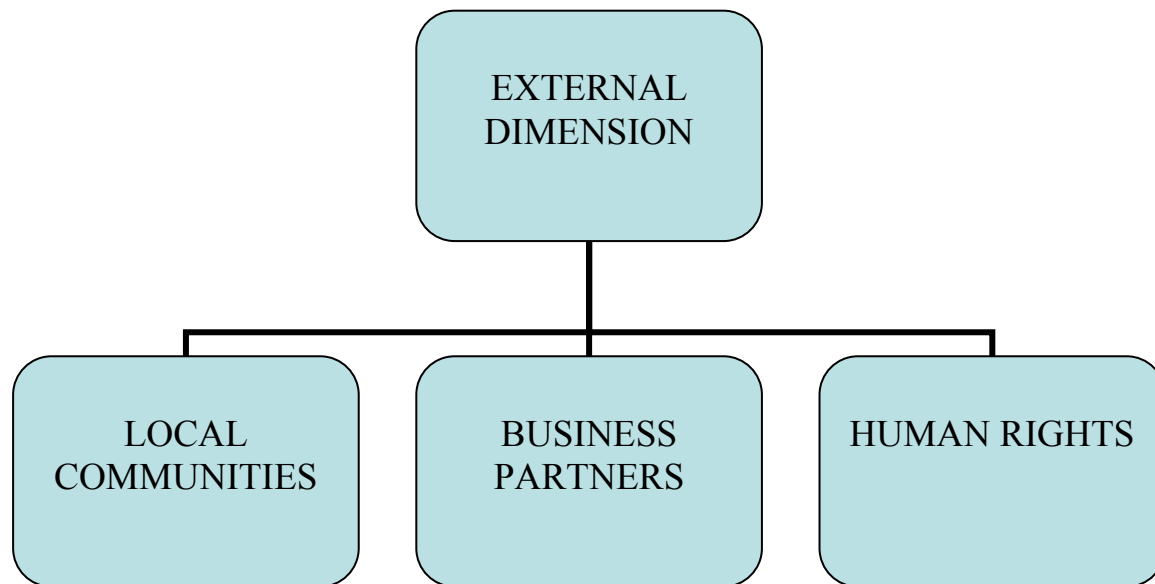 EXTERNAL
DIMENSION
LOCAL
COMMUNITIES
BUSINESS
PARTNERS
HUMAN RIGHTS